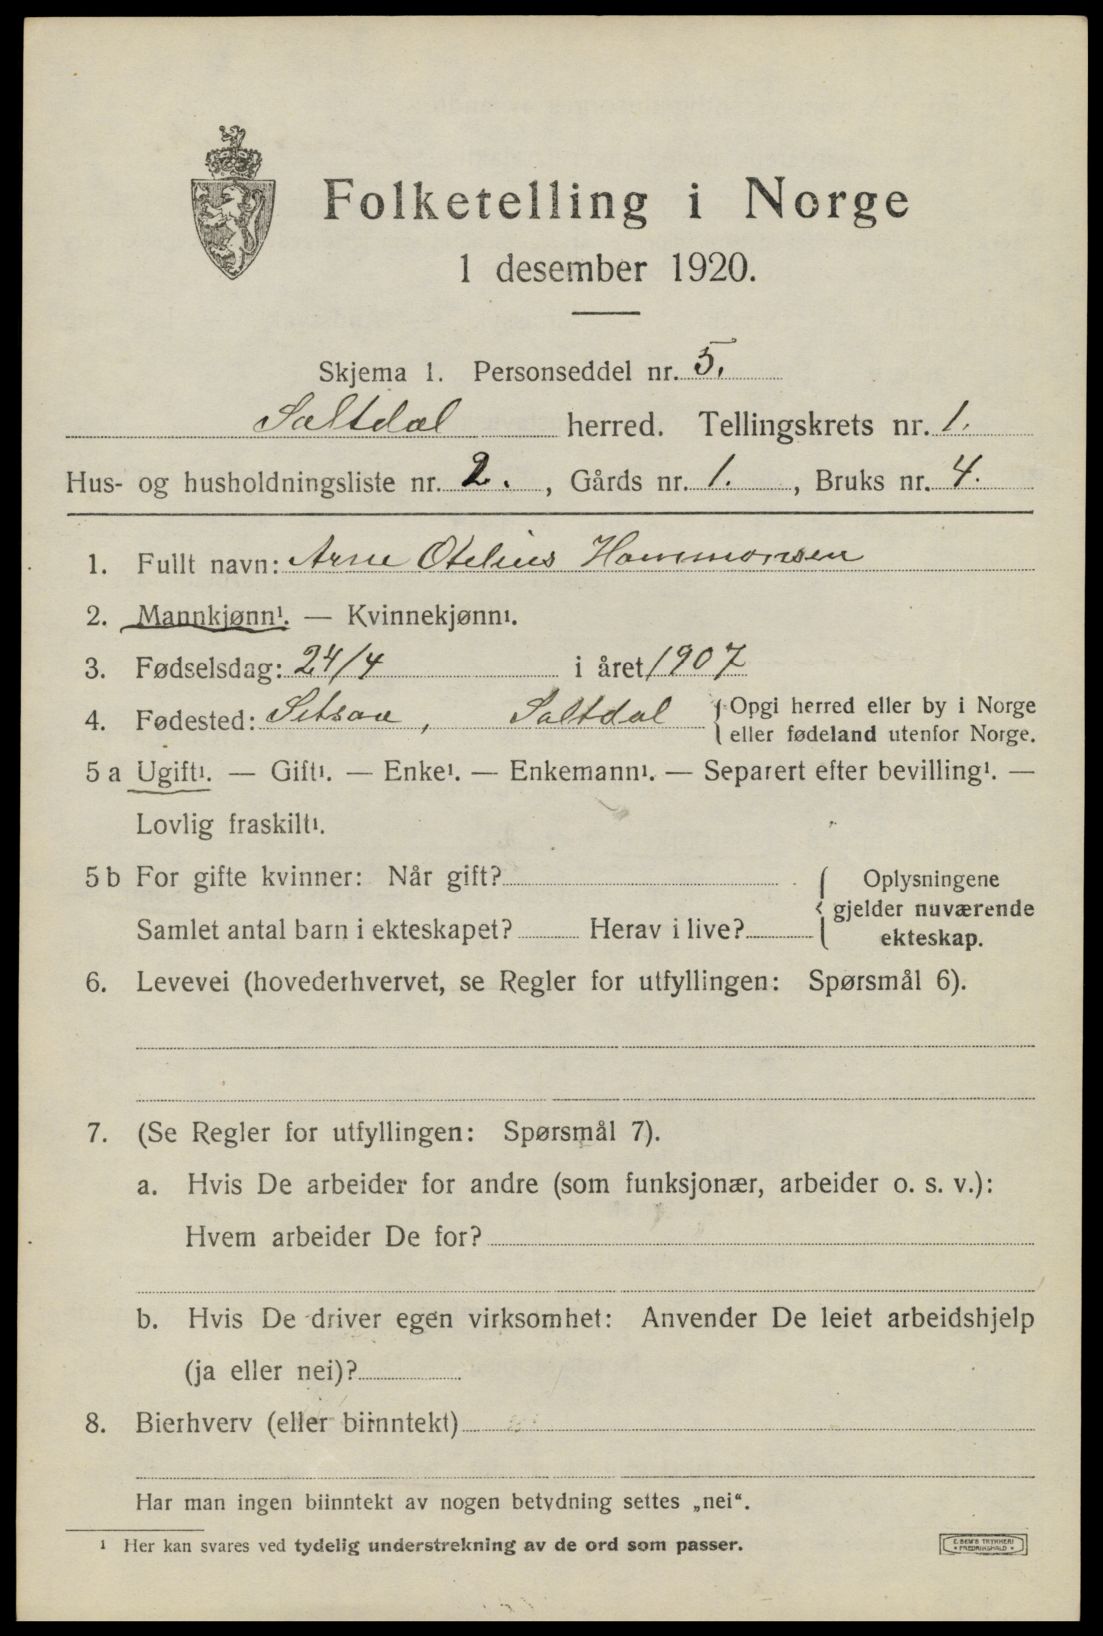 Folketelling i Norge
1 desember 1920.
Skjema 1. Personseddel nr. 5.
Saltdal herred. Tellingskrets nr. 1.
Hus- og husholdningsliste nr. 2. , Gårds nr. 1. , Bruks nr. 4.
1. Fullt navn: Arne Otelius Hammonsen
2. Mannkjønn¹. — Kvinnekjønn¹.
3. Fødselsdag: 24/4 i året 1907
4. Fødested: Setsaa, Saltdal { Opgi herred eller by i Norge
eller fødeland utenfor Norge.
5 a Ugift¹. — Gift¹. — Enke¹. — Enkemann¹. — Separert efter bevilling¹. —
Lovlig fraskilt¹.
5 b For gifte kvinner: Når gift?
Samlet antal barn i ekteskapet? Herav i live?
{ Oplysningene
gjelder nuværende
ekteskap.
6. Levevei (hovederhvervet, se Regler for utfyllingen: Spørsmål 6).
7. (Se Regler for utfyllingen: Spørsmål 7).
a. Hvis De arbeider for andre (som funksjonær, arbeider o. s. v.):
Hvem arbeider De for?
b. Hvis De driver egen virksomhet: Anvender De leiet arbeidshjelp
(ja eller nei)?
8. Bierhverv (eller biinntekt)
Har man ingen biinntekt av nogen betydning settes „nei“.
¹ Her kan svares ved tydelig understrekning av de ord som passer.
E. SEM'S TRYKKERI
FREDRIKSHALD